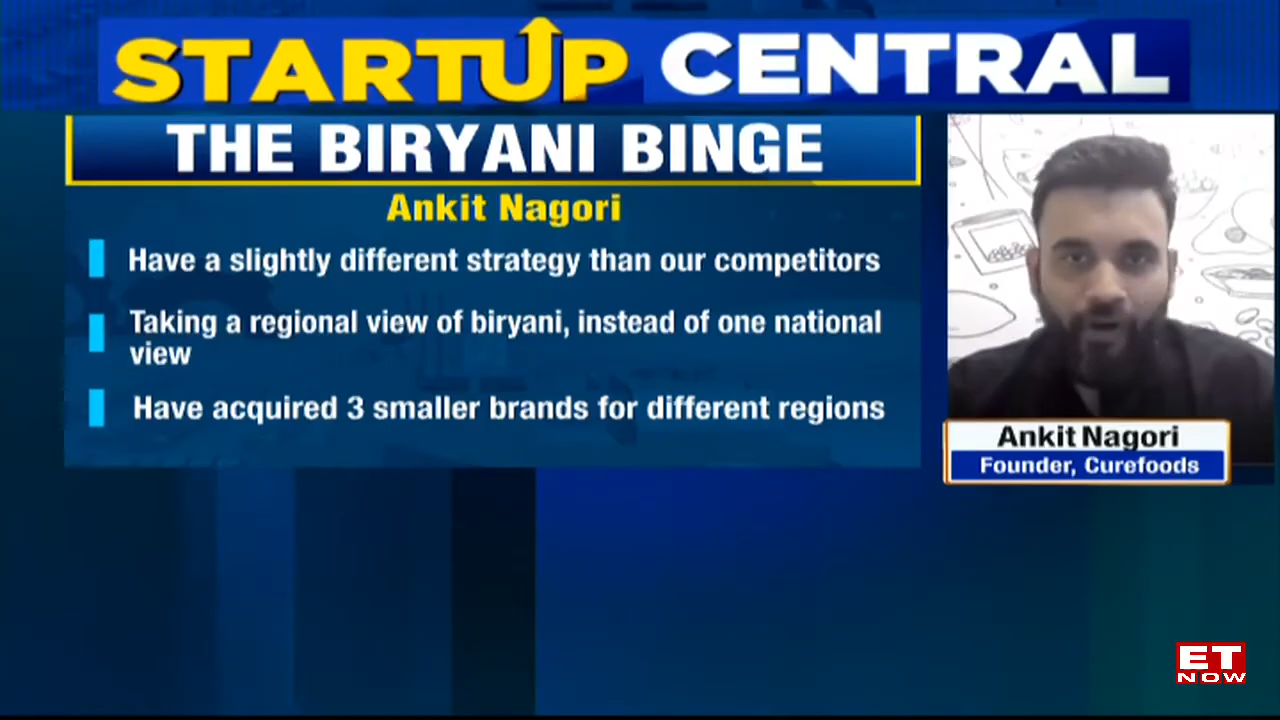 STARTUP CENTRAL
THE BIRYANI BINGE
Ankit Nagori
Have a slightly different strategy than our competitors
Taking a regional view of biryani, instead of one national
view
Have acquired 3 smaller brands for different regions
Ankit Nagori
Founder, Curefoods
ET
NOW